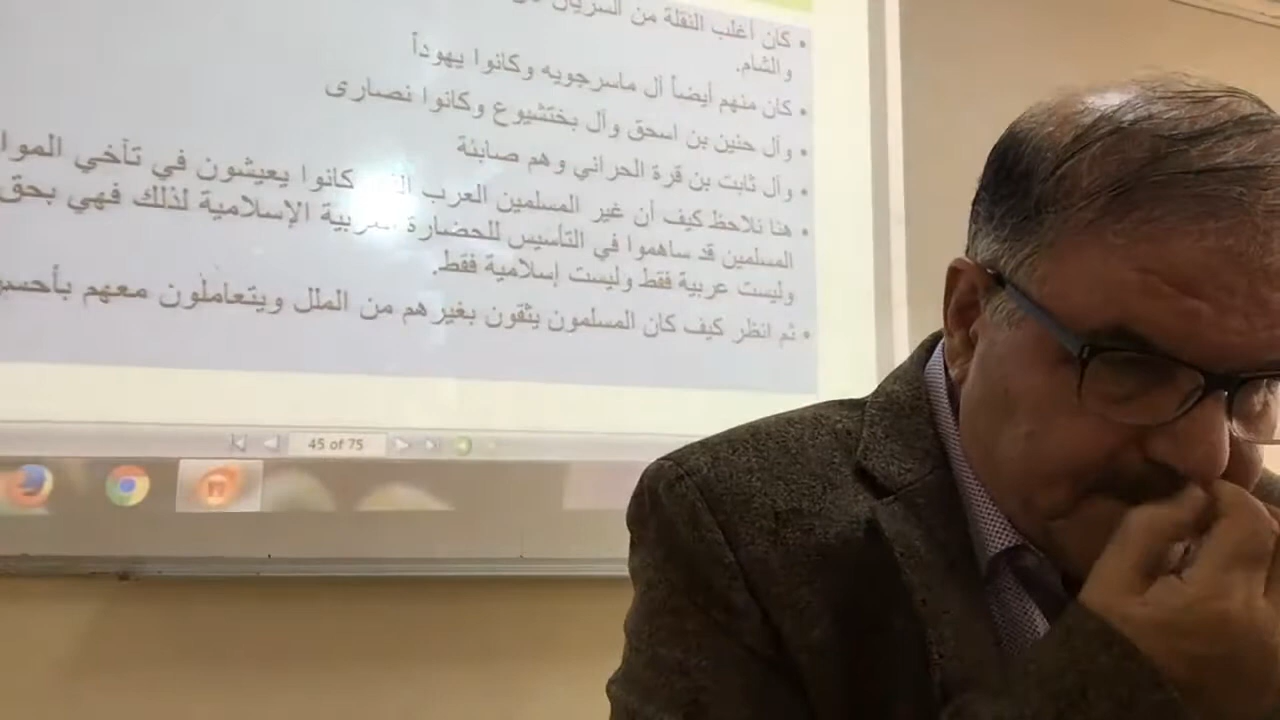 • كان أغلب النقلة من السريان
والشام.
• كان منهم أيضاً آل ماسرجويه وكانوا يهوداً
• وآل حنين بن اسحق وآل بختشيوع وكانوا نصارى
• وآل ثابت بن قرة الحراني وهم صابئة
• هنا نلاحظ كيف أن غير المسلمين العرب كانوا يعيشون في تآخي
المسلمين قد ساهموا في التأسيس للحضارة الإسلامية لذلك فهي بحق
وليست عربية فقط وليست إسلامية فقط.
• ثم انظر كيف كان المسلمون يثقون بغيرهم من الملل ويتعاملون معهم
45 of 75